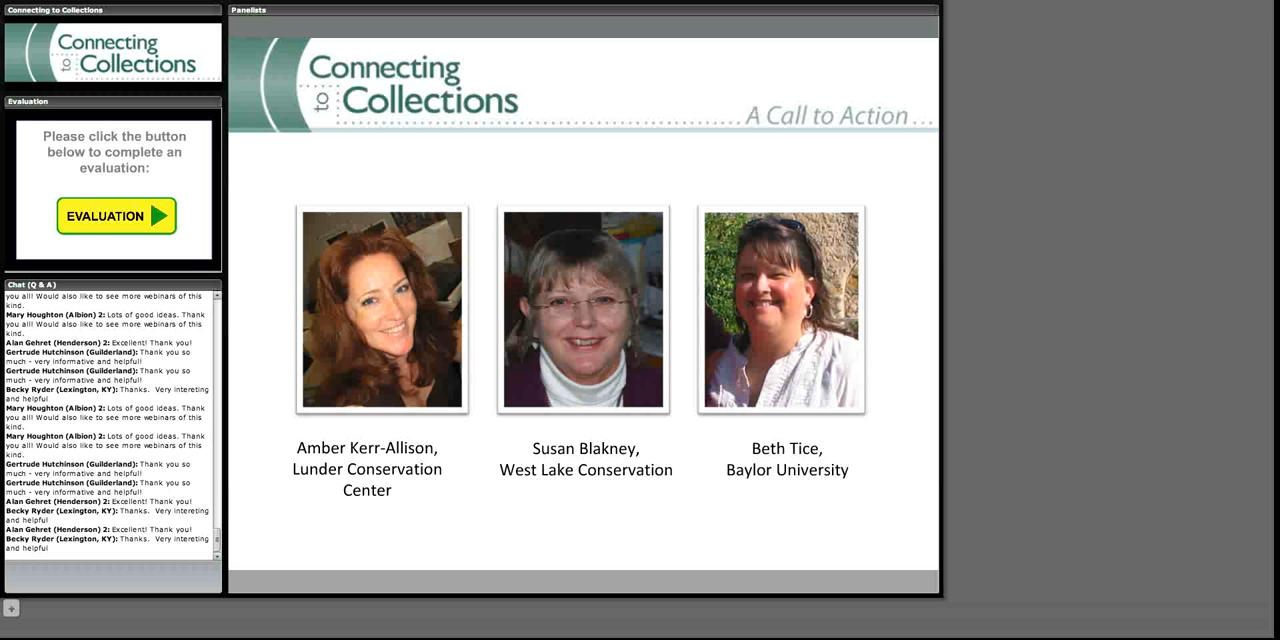 Connecting to Collections
Connecting
to Collections
Evaluation
Please click the button
below to complete an
evaluation:
EVALUATION
Chat (Q & A)
you all! Would also like to see more webinars of this
kind.
Mary Houghton (Albion) 2: Lots of good ideas. Thank
you all! Would also like to see more webinars of this
kind.
Alan Gehret (Henderson) 2: Excellent! Thank you!
Gertrude Hutchinson (Guilderland): Thank you so
much - very informative and helpful!
Gertrude Hutchinson (Guilderland): Thank you so
much - very informative and helpful!
Becky Ryder (Lexington, KY): Thanks. Very intereting
and helpful
Mary Houghton (Albion) 2: Lots of good ideas. Thank
you all! Would also like to see more webinars of this
kind.
Mary Houghton (Albion) 2: Lots of good ideas. Thank
you all! Would also like to see more webinars of this
kind.
Gertrude Hutchinson (Guilderland): Thank you so
much - very informative and helpful!
Gertrude Hutchinson (Guilderland): Thank you so
much - very informative and helpful!
Alan Gehret (Henderson) 2: Excellent! Thank you!
Becky Ryder (Lexington, KY): Thanks. Very intereting
and helpful
Alan Gehret (Henderson) 2: Excellent! Thank you!
Becky Ryder (Lexington, KY): Thanks. Very intereting
and helpful
Panelists
Connecting
to Collections
A Call to Action...
Amber Kerr-Allison,
Lunder Conservation
Center
Susan Blakney,
West Lake Conservation
Beth Tice,
Baylor University